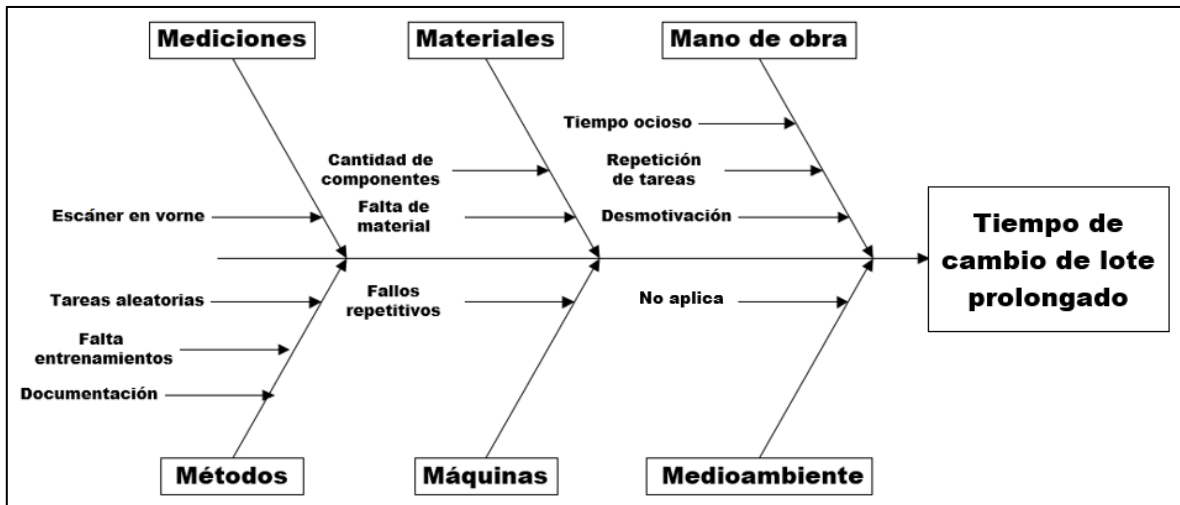 Mediciones
Materiales
Mano de obra
Tiempo ocioso
Cantidad de
componentes
Repetición
de tareas
Escáner en vorne
Falta de
material
Desmotivación
Tiempo de
cambio de lote
prolongado
Tareas aleatorias
Fallos
repetitivos
No aplica
Falta
entrenamientos
Documentación
Métodos
Máquinas
Medioambiente